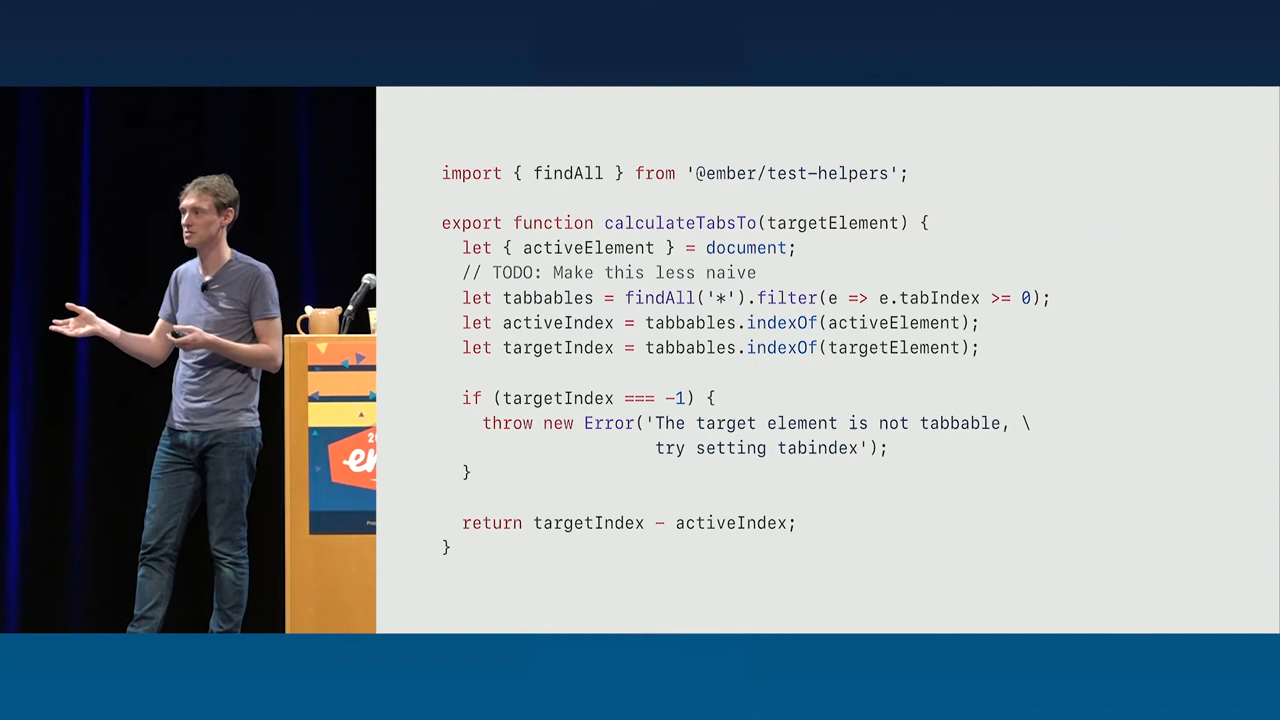 import { findAll } from '@ember/test-helpers';
export function calculateTabsTo(targetElement) {
let { activeElement } = document;
// TODO: Make this less naive
let tabbables = findAll('*').filter(e => e.tabIndex >= 0);
let activeIndex = tabbables.indexOf(activeElement);
let targetIndex = tabbables.indexOf(targetElement);
if (targetIndex === -1) {
throw new Error('The target element is not tabbable, \
try setting tabindex');
}
return targetIndex - activeIndex;
}